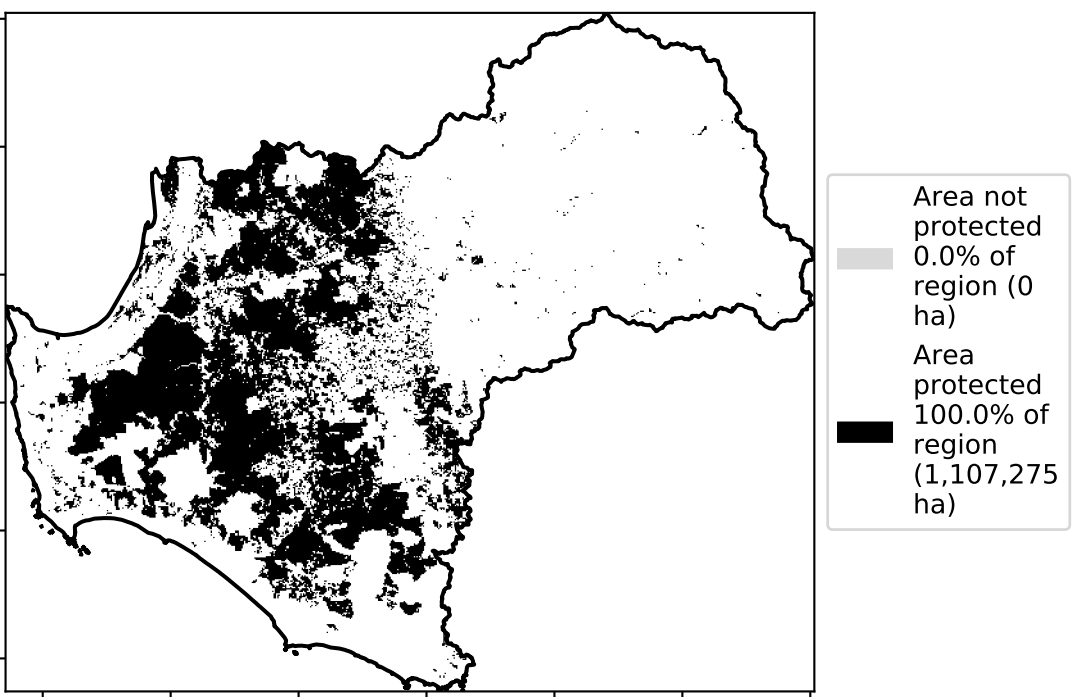 Area not
protected
0.0% of
region (0
ha)
Area
protected
100.0% of
region
(1,107,275
ha)